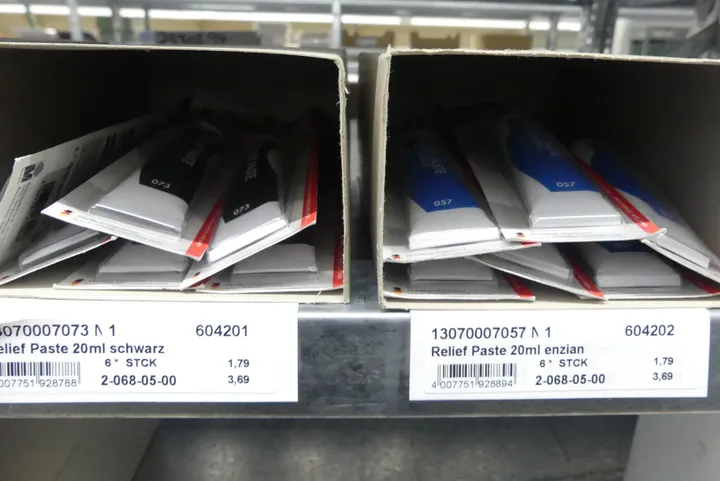 073
073
057
057
3070007073 N 1 604201
elief Paste 20ml schwarz
6* STCK 1,79
007751 928788 2-068-05-00 3,69
13070007057 N 1 604202
Relief Paste 20ml enzian
6* STCK 1,79
4 007751 928894 2-068-05-00 3,69